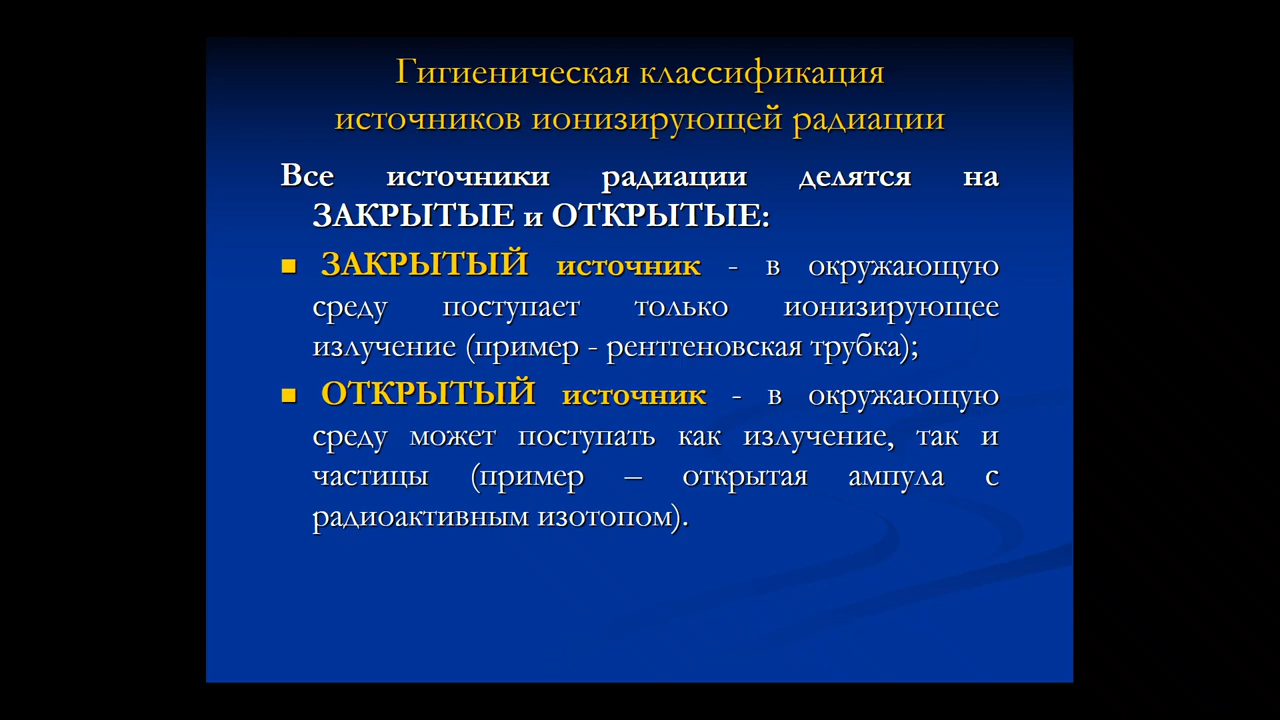 Гигиеническая классификация
источников ионизирующей радиации
Все источники радиации делятся на
ЗАКРЫТЫЕ и ОТКРЫТЫЕ:
ЗАКРЫТЫЙ источник - в окружающую
среду поступает только ионизирующее
излучение (пример - рентгеновская трубка);
ОТКРЫТЫЙ источник - в окружающую
среду может поступать как излучение, так и
частицы (пример – открытая ампула с
радиоактивным изотопом).